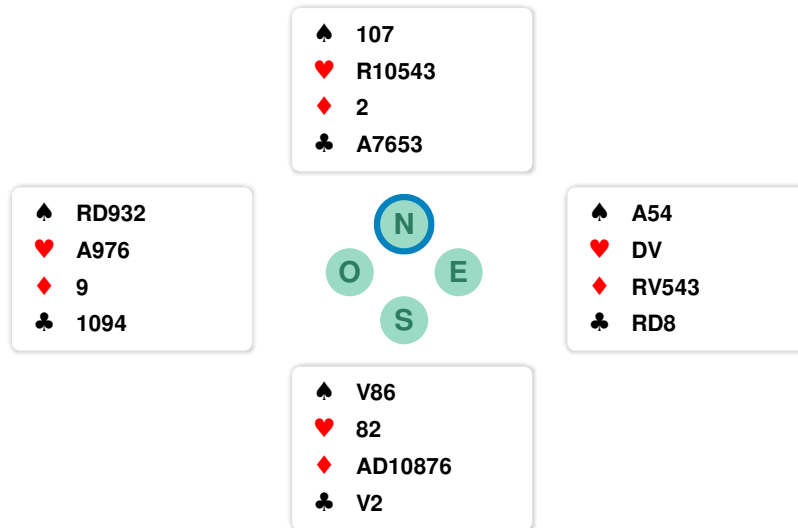 ♠ 107
♥ R10543
♦ 2
♣ A7653
♠ RD932
♥ A976
♦ 9
♣ 1094
N
O
E
S
♠ A54
♥ DV
♦ RV543
♣ RD8
♠ V86
♥ 82
♦ AD10876
♣ V2